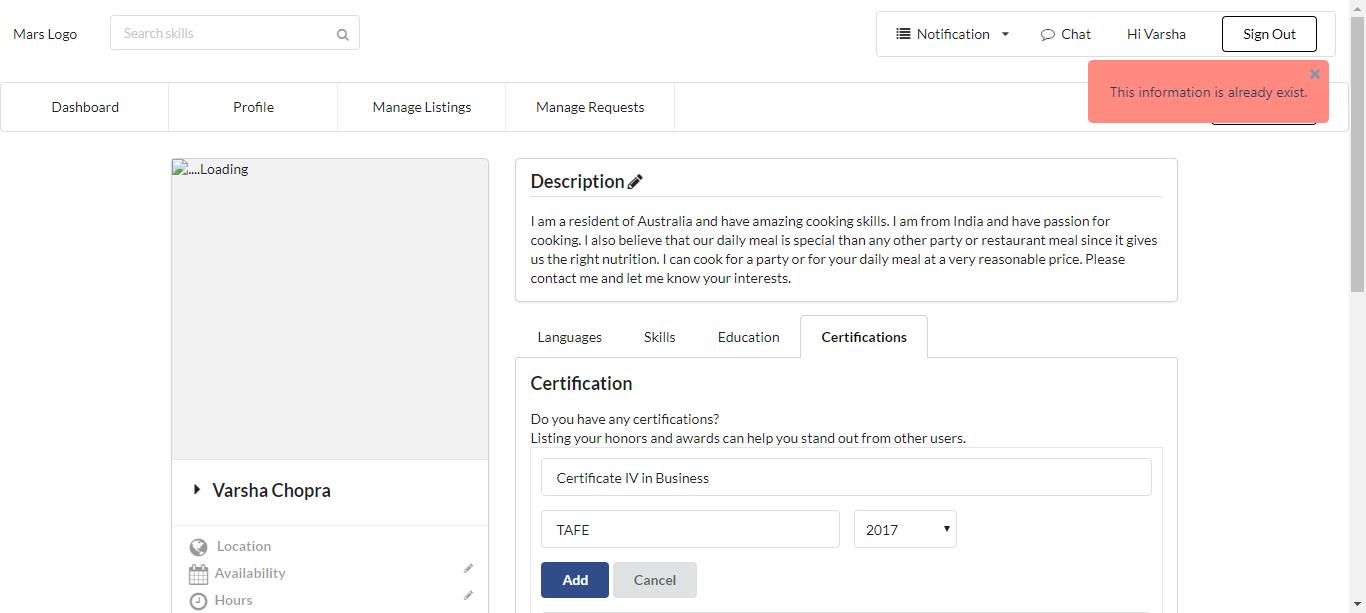 Mars Logo
Search skills
Notification
Chat
Hi Varsha
Sign Out
This information is already exist.
Dashboard
Profile
Manage Listings
Manage Requests
....Loading
Description
I am a resident of Australia and have amazing cooking skills. I am from India and have passion for
cooking. I also believe that our daily meal is special than any other party or restaurant meal since it gives
us the right nutrition. I can cook for a party or for your daily meal at a very reasonable price. Please
contact me and let me know your interests.
Languages
Skills
Education
Certifications
Certification
Do you have any certifications?
Listing your honors and awards can help you stand out from other users.
Certificate IV in Business
TAFE
2017
Add
Cancel
Varsha Chopra
Location
Availability
Hours